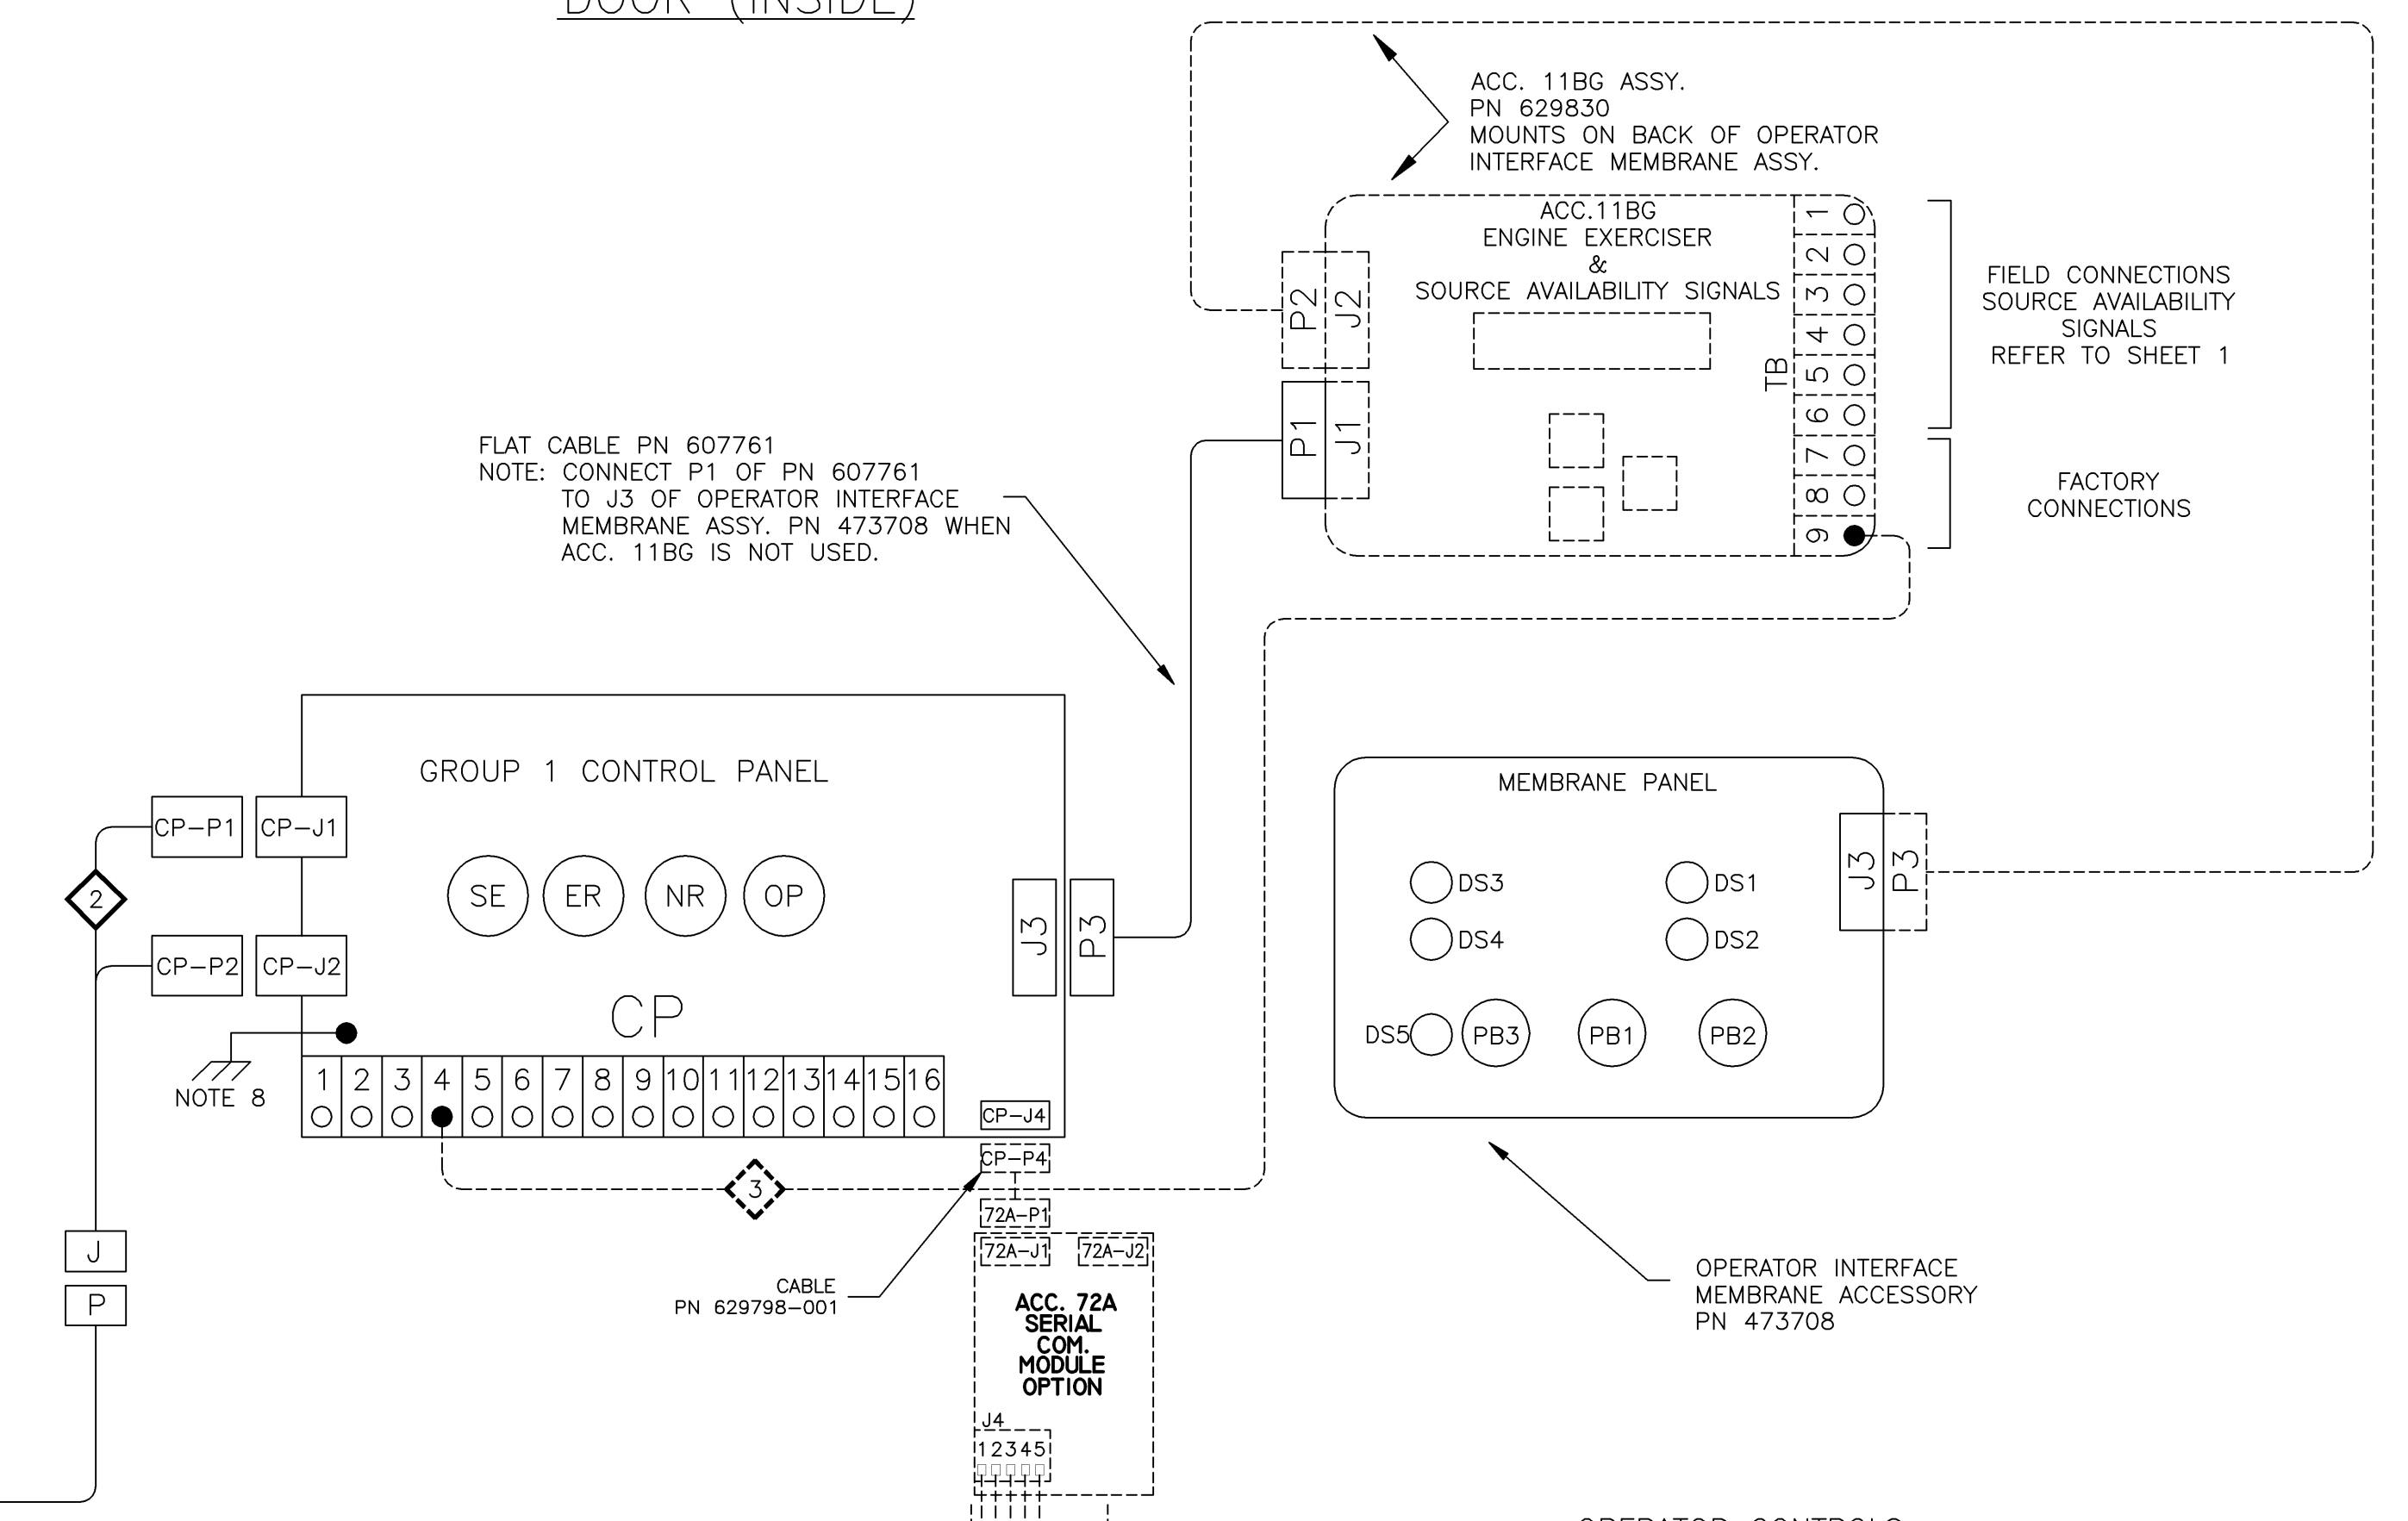 DOOR (INSIDE)
ACC. 11BG ASSY.
PN 629830
MOUNTS ON BACK OF OPERATOR
INTERFACE MEMBRANE ASSY.
ACC.11BG
ENGINE EXERCISER
&
SOURCE AVAILABILITY SIGNALS
P2
J2
P1
J1
TB
1
2
3
4
5
6
7
8
9
FIELD CONNECTIONS
SOURCE AVAILABILITY
SIGNALS
REFER TO SHEET 1
FACTORY
CONNECTIONS
FLAT CABLE PN 607761
NOTE: CONNECT P1 OF PN 607761
TO J3 OF OPERATOR INTERFACE
MEMBRANE ASSY. PN 473708 WHEN
ACC. 11BG IS NOT USED.
GROUP 1 CONTROL PANEL
CP-P1
CP-J1
2
SE
ER
NR
OP
CP-P2
CP-J2
J3
P3
CP
NOTE 8
1 2 3 4 5 6 7 8 9 10 11 12 13 14 15 16
CP-J4
CP-P4
3
72A-P1
72A-J1
72A-J2
CABLE
PN 629798-001
ACC. 72A
SERIAL
COM.
MODULE
OPTION
J4
12345
J
P
MEMBRANE PANEL
DS3
DS1
DS4
DS2
DS5
PB3
PB1
PB2
J3
P3
OPERATOR INTERFACE
MEMBRANE ACCESSORY
PN 473708
OPERATOR CONTROLS